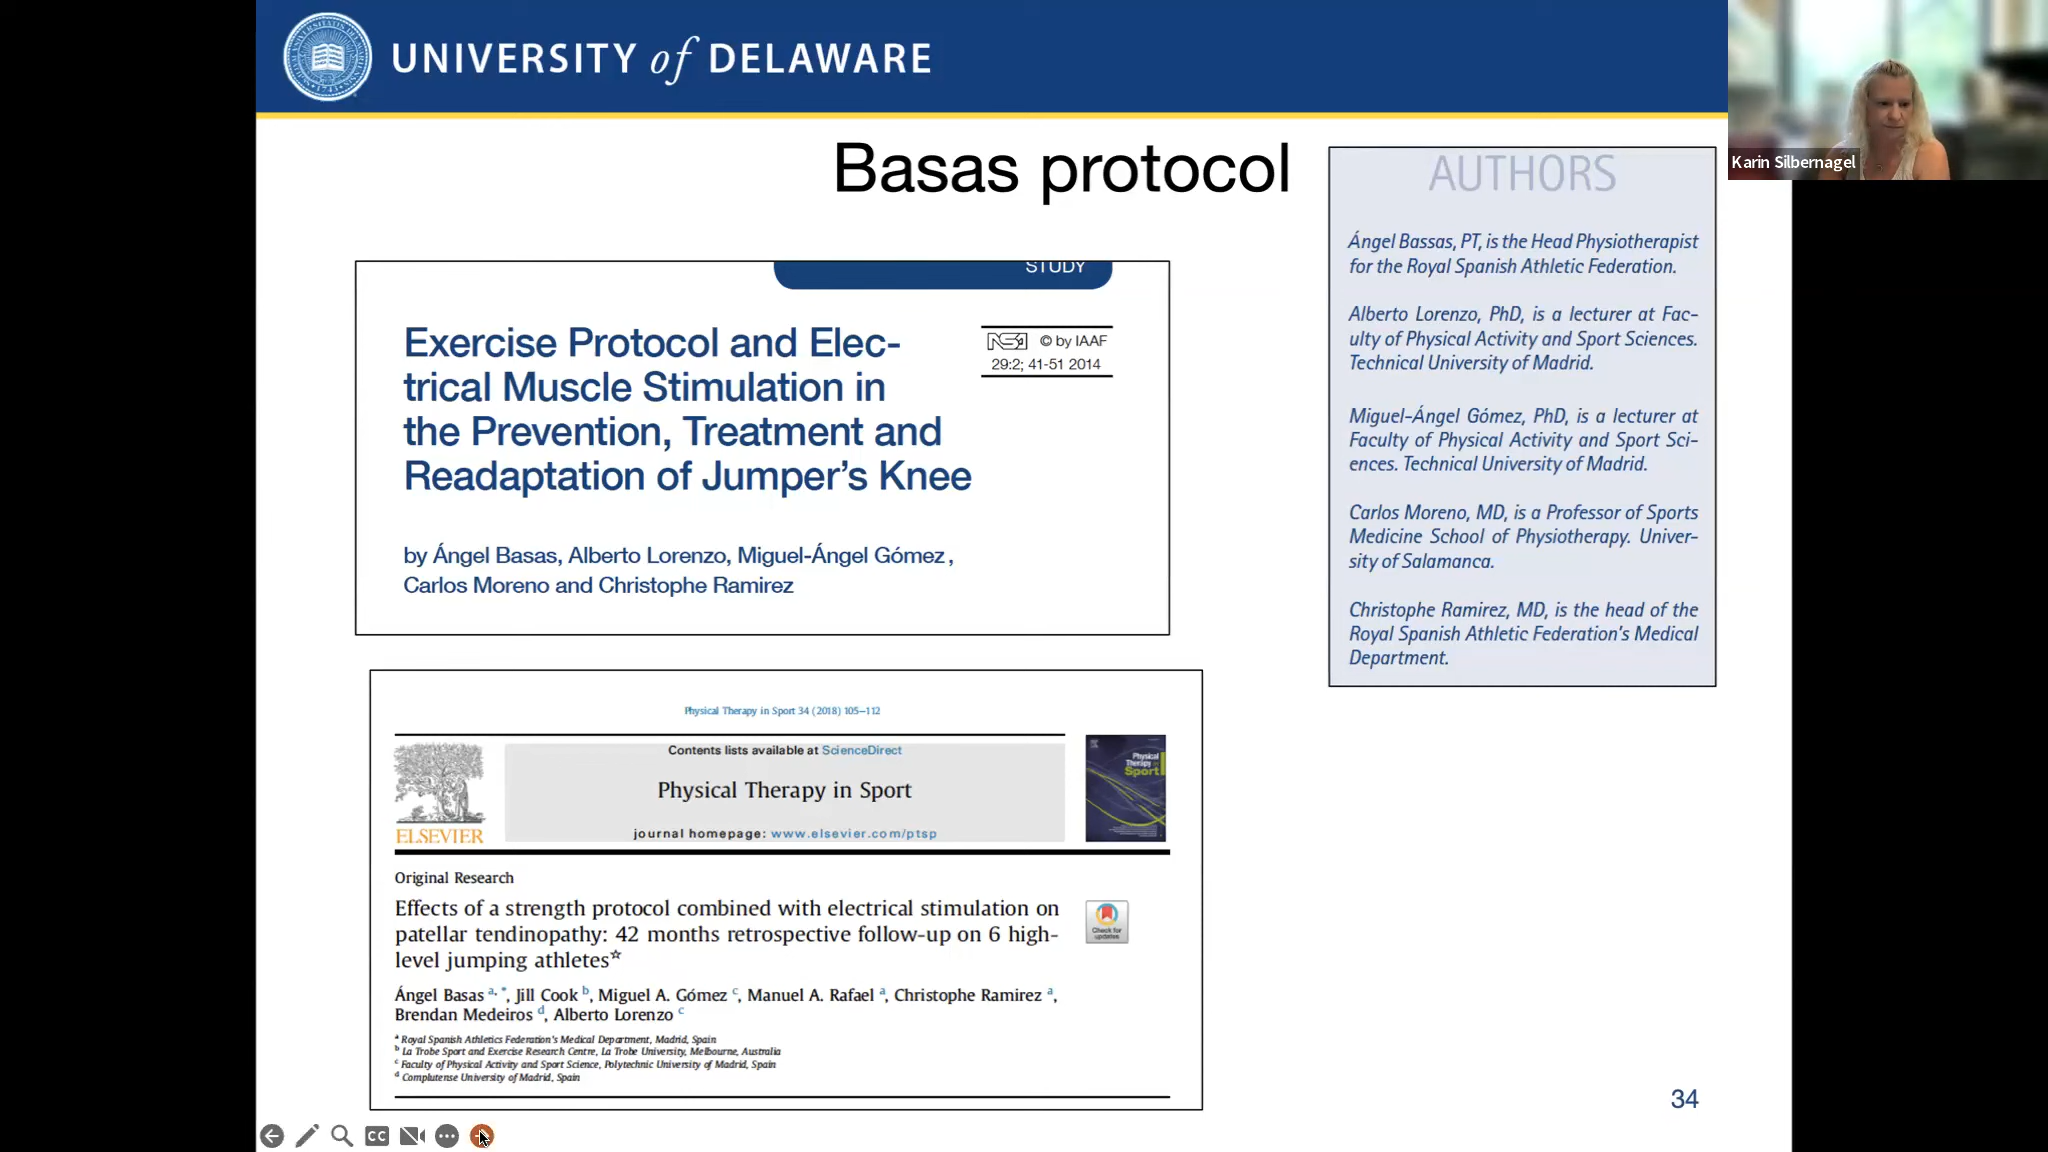 UNIVERSITY of DELAWARE
Karin Silbernagel
Basas protocol
STUDY
Exercise Protocol and Elec-
trical Muscle Stimulation in
the Prevention, Treatment and
Readaptation of Jumper's Knee
NSA © by IAAF
29:2; 41-51 2014
by Ángel Basas, Alberto Lorenzo, Miguel-Ángel Gómez,
Carlos Moreno and Christophe Ramirez
AUTHORS
Ángel Bassas, PT, is the Head Physiotherapist
for the Royal Spanish Athletic Federation.
Alberto Lorenzo, PhD, is a lecturer at Fac-
ulty of Physical Activity and Sport Sciences.
Technical University of Madrid.
Miguel-Ángel Gómez, PhD, is a lecturer at
Faculty of Physical Activity and Sport Sci-
ences. Technical University of Madrid.
Carlos Moreno, MD, is a Professor of Sports
Medicine School of Physiotherapy. Univer-
sity of Salamanca.
Christophe Ramirez, MD, is the head of the
Royal Spanish Athletic Federation's Medical
Department.
Physical Therapy in Sport 34 (2018) 105–112
Contents lists available at ScienceDirect
Physical Therapy in Sport
journal homepage: www.elsevier.com/ptsp
ELSEVIER
Physical
Therapy in
Sport
Original Research
Effects of a strength protocol combined with electrical stimulation on
patellar tendinopathy: 42 months retrospective follow-up on 6 high-
level jumping athletes☆
Check for
updates
Ángel Basas a, *, Jill Cook b, Miguel A. Gómez c, Manuel A. Rafael a, Christophe Ramirez a,
Brendan Medeiros d, Alberto Lorenzo c
a Royal Spanish Athletics Federation's Medical Department, Madrid, Spain
b La Trobe Sport and Exercise Research Centre, La Trobe University, Melbourne, Australia
c Faculty of Physical Activity and Sport Science, Polytechnic University of Madrid, Spain
d Complutense University of Madrid, Spain
34
CC